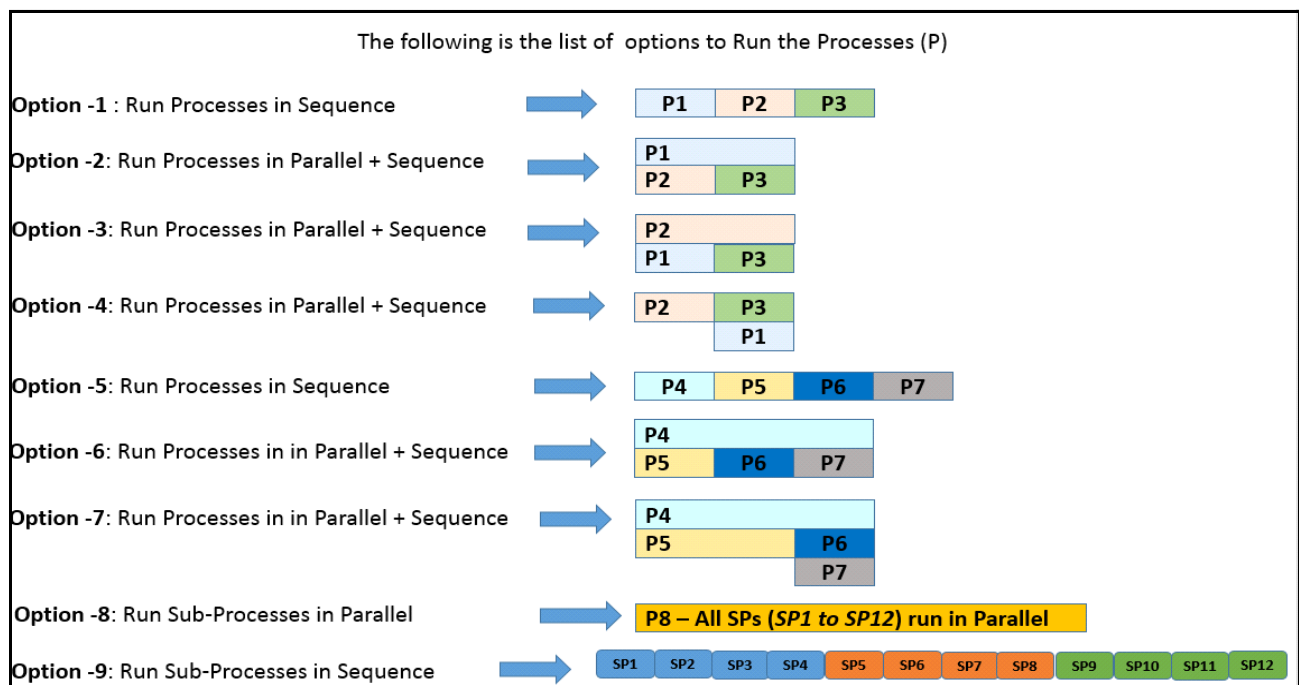 The following is the list of options to Run the Processes (P)
Option -1 : Run Processes in Sequence
P1 P2 P3
Option -2: Run Processes in Parallel + Sequence
P1
P2 P3
Option -3: Run Processes in Parallel + Sequence
P2
P1 P3
Option -4: Run Processes in Parallel + Sequence
P2 P3
P1
Option -5: Run Processes in Sequence
P4 P5 P6 P7
Option -6: Run Processes in in Parallel + Sequence
P4
P5 P6 P7
Option -7: Run Processes in in Parallel + Sequence
P4
P5 P6
P7
Option -8: Run Sub-Processes in Parallel
P8 – All SPs (SP1 to SP12) run in Parallel
Option -9: Run Sub-Processes in Sequence
SP1 SP2 SP3 SP4 SP5 SP6 SP7 SP8 SP9 SP10 SP11 SP12